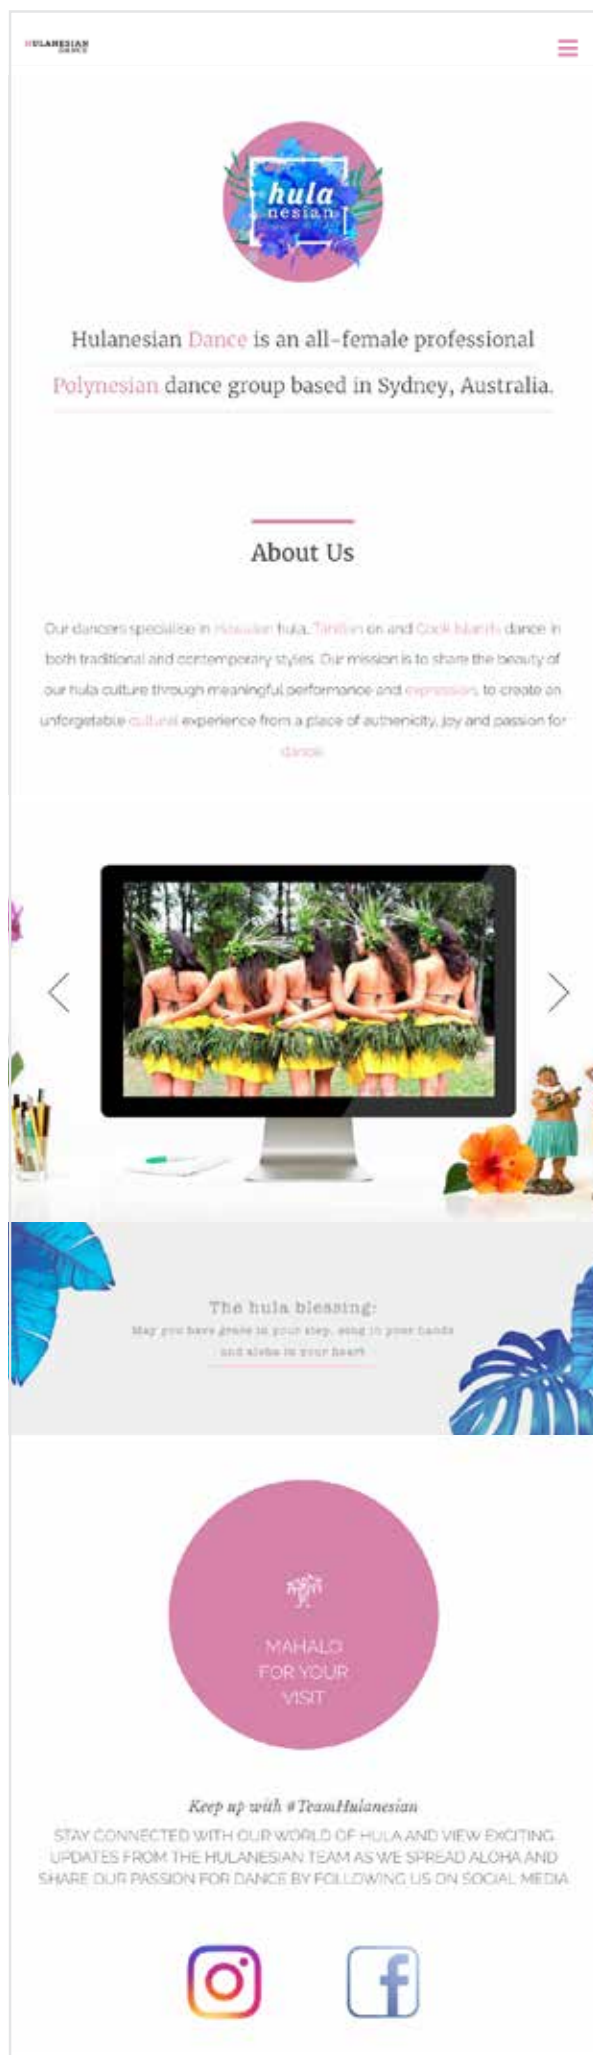 HULANESIAN
DANCE
hula
nesian
Hulanesian Dance is an all-female professional
Polynesian dance group based in Sydney, Australia.
About Us
Our dancers specialise in Hawaiian hula, Tahitian on and Cook Islands dance in
both traditional and contemporary styles. Our mission is to share the beauty of
our hula culture through meaningful performance and expression, to create an
unforgetable cultural experience from a place of authenicity, joy and passion for
dance.
The hula blessing:
May you have grace in your step, song in your hands
and aloha in your heart
MAHALO
FOR YOUR
VISIT
Keep up with #TeamHulanesian
STAY CONNECTED WITH OUR WORLD OF HULA AND VIEW EXCITING
UPDATES FROM THE HULANESIAN TEAM AS WE SPREAD ALOHA AND
SHARE OUR PASSION FOR DANCE BY FOLLOWING US ON SOCIAL MEDIA